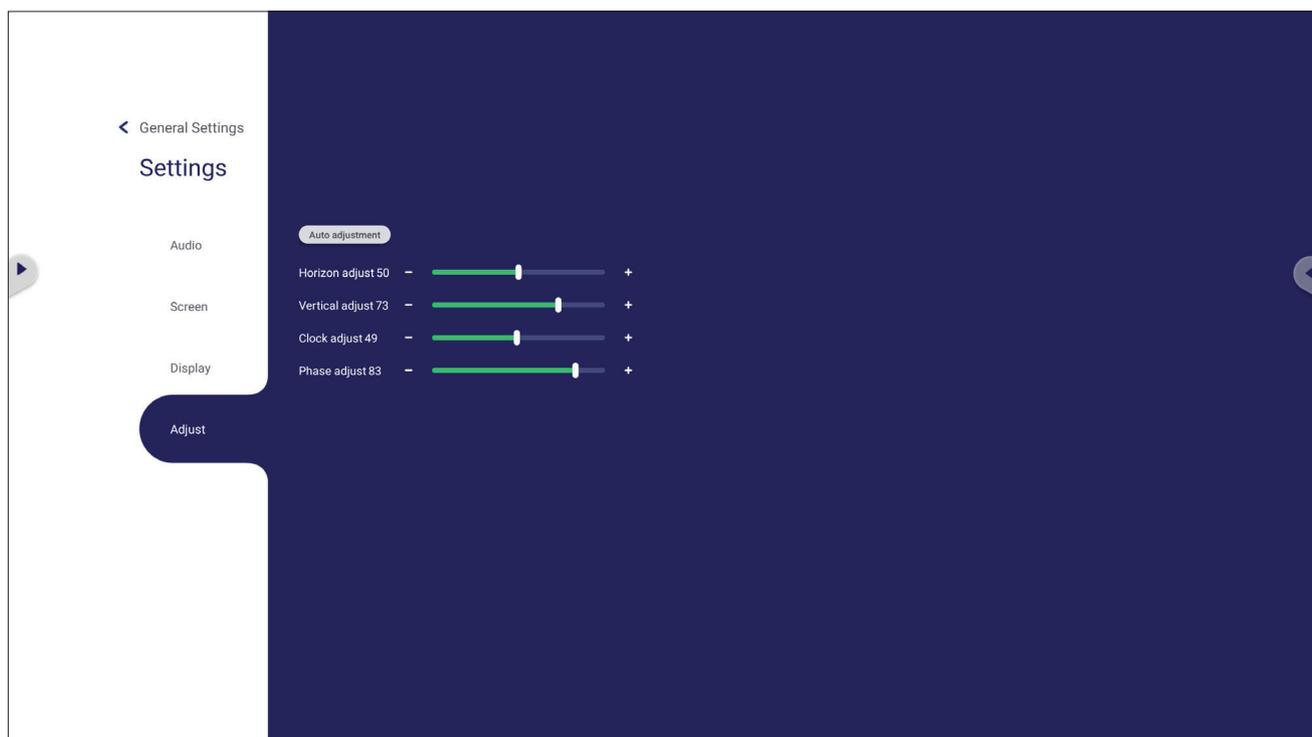 General Settings
Settings
Audio
Screen
Display
Adjust
Auto adjustment
Horizon adjust 50
Vertical adjust 73
Clock adjust 49
Phase adjust 83